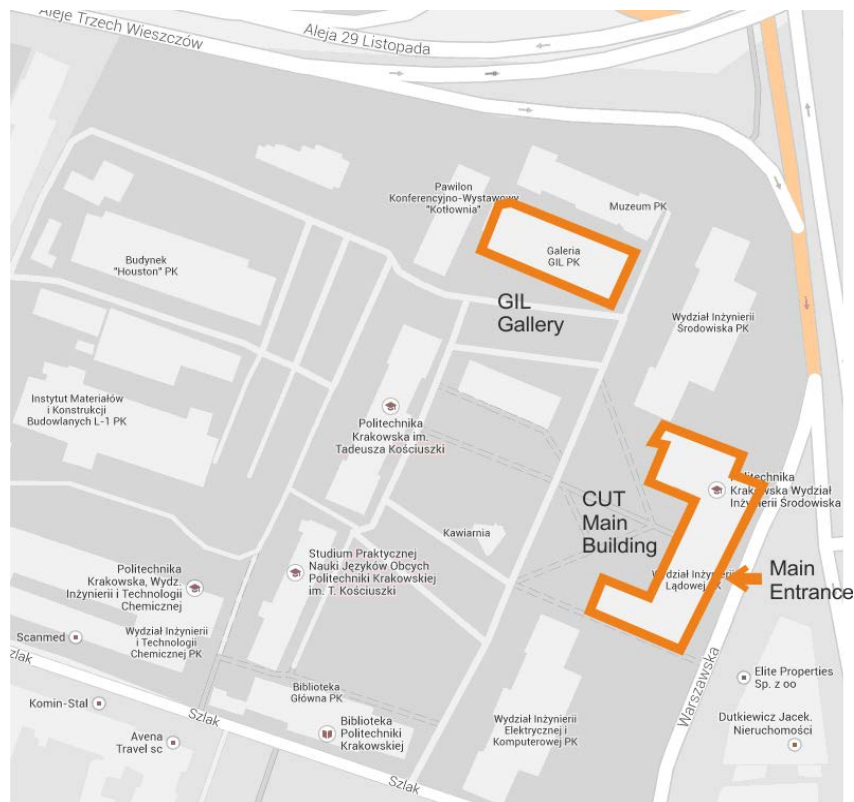 Aleje Trzech Wieszczów
Aleja 29 Listopada
Pawilon
Konferencyjno-Wystawowy
"Kotłownia"
Muzeum PK
Galeria
GIL PK
Budynek
"Houston" PK
GIL
Gallery
Wydział Inżynierii
Środowiska PK
Instytut Materiałów
i Konstrukcji
Budowlanych L-1 PK
Politechnika
Krakowska im.
Tadeusza Kościuszki
Politechnika
Krakowska Wydział
Inżynierii Środowiska
CUT
Main
Building
Kawiarnia
Studium Praktycznej
Nauki Języków Obcych
Politechniki Krakowskiej
im. T. Kościuszki
Politechnika
Krakowska, Wydz.
Inżynierii i Technologii
Chemicznej
Wydział Inżynierii
Lądowej PK
Main
Entrance
Scanmed
Wydział Inżynierii
i Technologii
Chemicznej PK
zlak
Elite Properties
Sp. z oo
Warszawska
Biblioteka
Główna PK
Komin-Stal
Szlak
Wydział Inżynierii
Elektrycznej i
Komputerowej PK
Dutkiewicz Jacek.
Nieruchomości
Biblioteka
Politechniki
Krakowskiej
Avena
Travel sc
Szlak